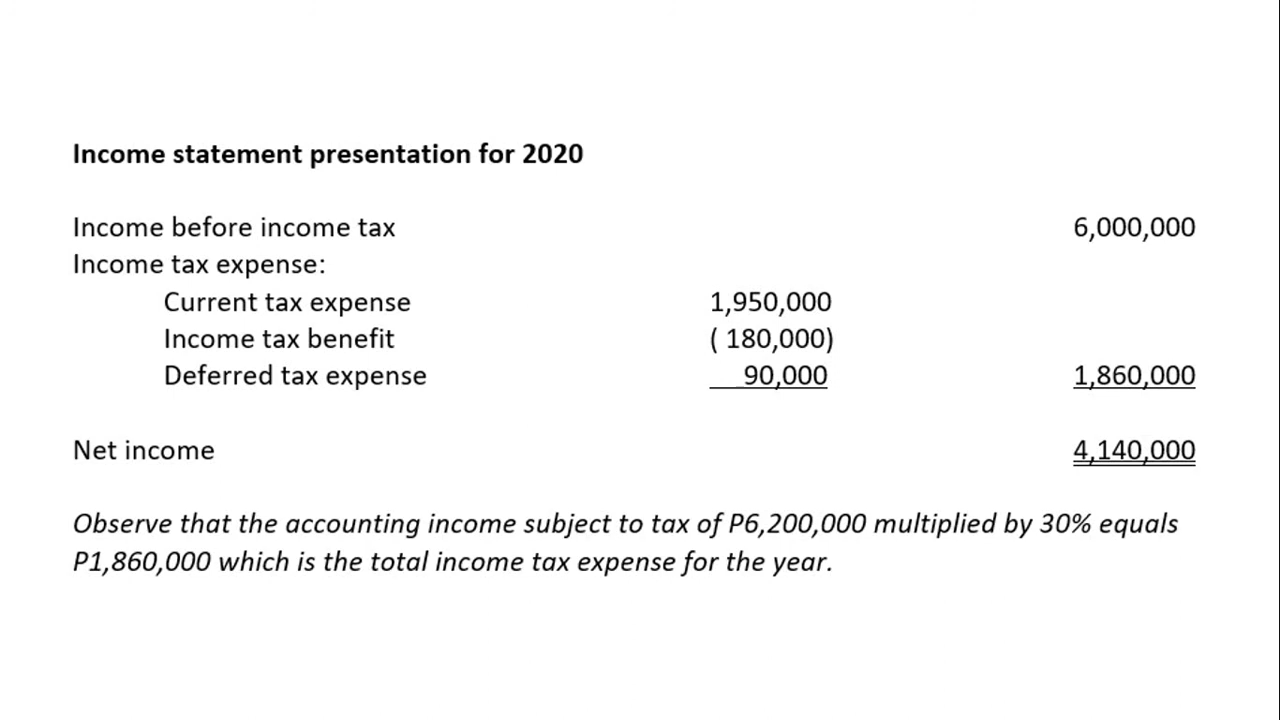 Income statement presentation for 2020
Income before income tax 6,000,000
Income tax expense:
Current tax expense 1,950,000
Income tax benefit ( 180,000)
Deferred tax expense 90,000 1,860,000
Net income 4,140,000
Observe that the accounting income subject to tax of P6,200,000 multiplied by 30% equals
P1,860,000 which is the total income tax expense for the year.